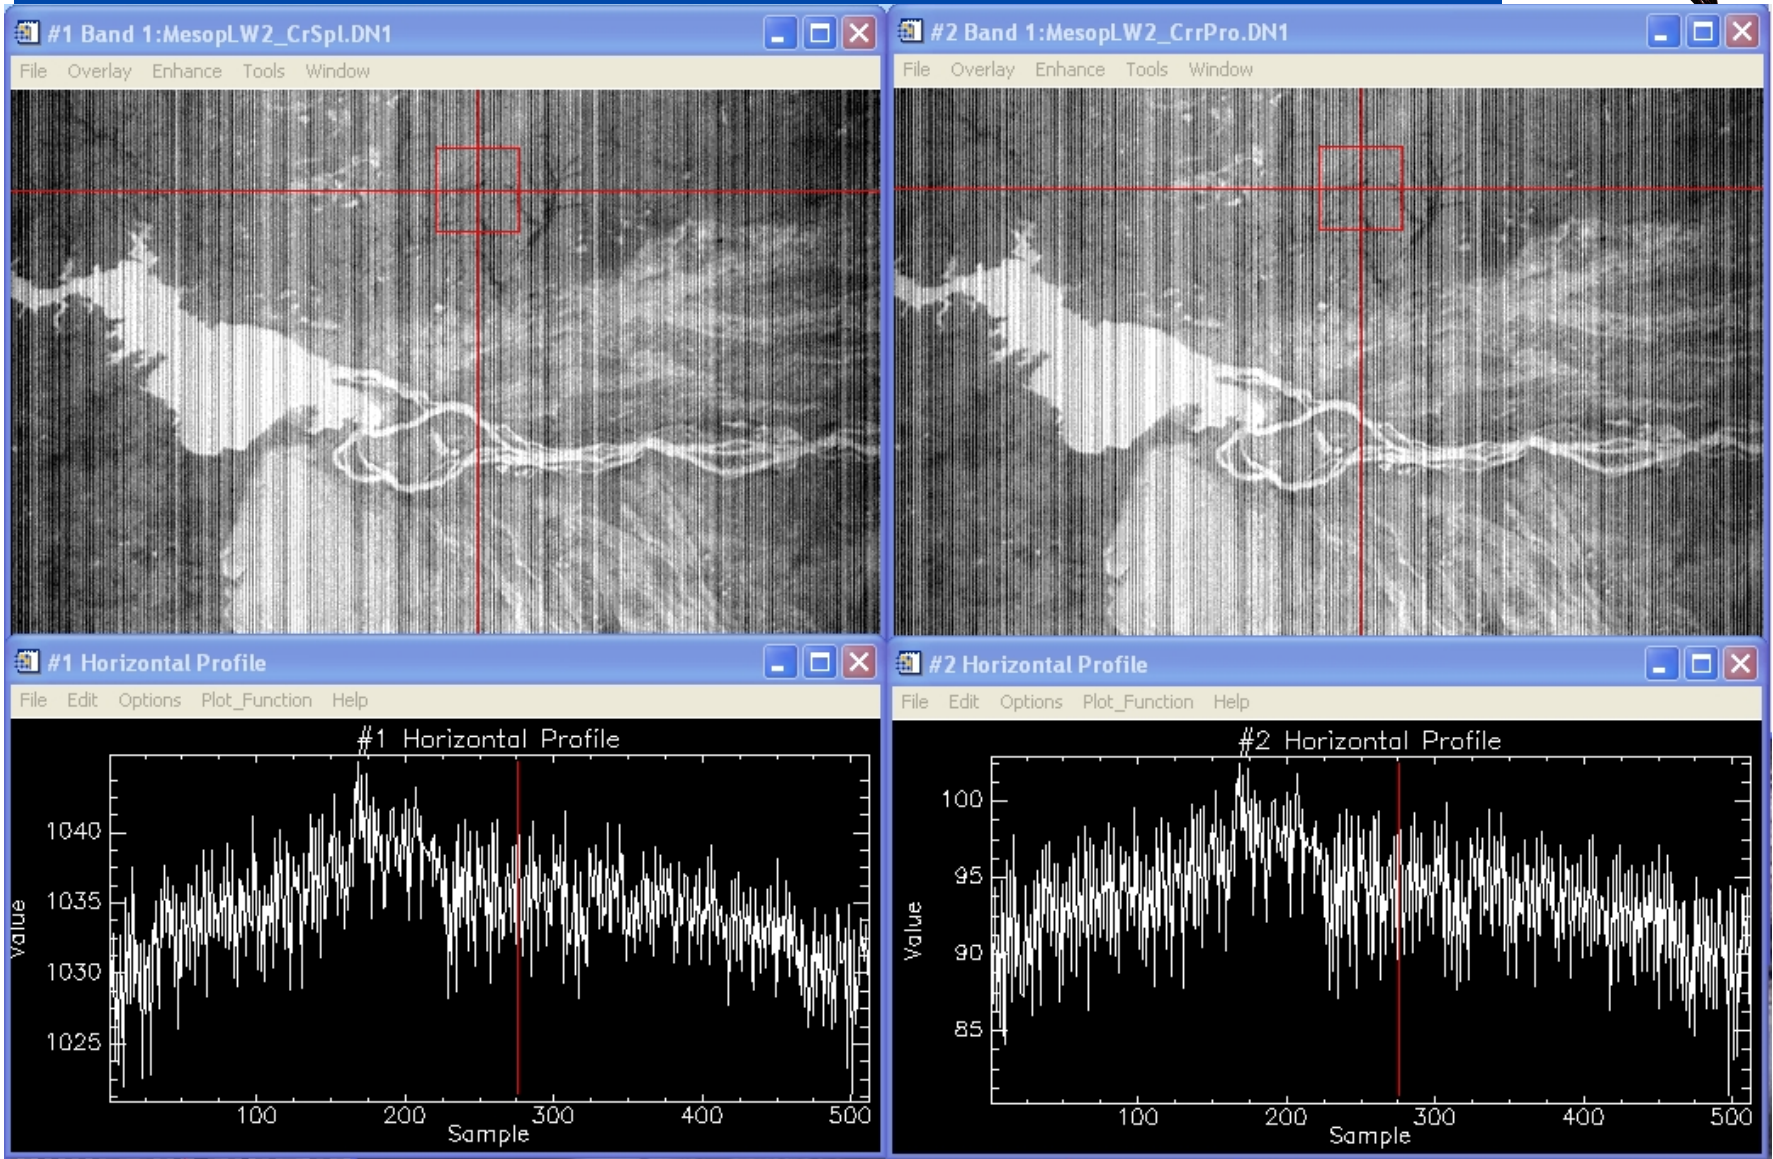 #1 Band 1:MesopLW2_CrSpl.DN1
File Overlay Enhance Tools Window
#2 Band 1:MesopLW2_CrrPro.DN1
File Overlay Enhance Tools Window
#1 Horizontal Profile
File Edit Options Plot_Function Help
#1 Horizontal Profile
1040
1035
1030
1025
Value
100 200 300 400 500
Sample
#2 Horizontal Profile
File Edit Options Plot_Function Help
#2 Horizontal Profile
100
95
90
85
Value
100 200 300 400 500
Sample